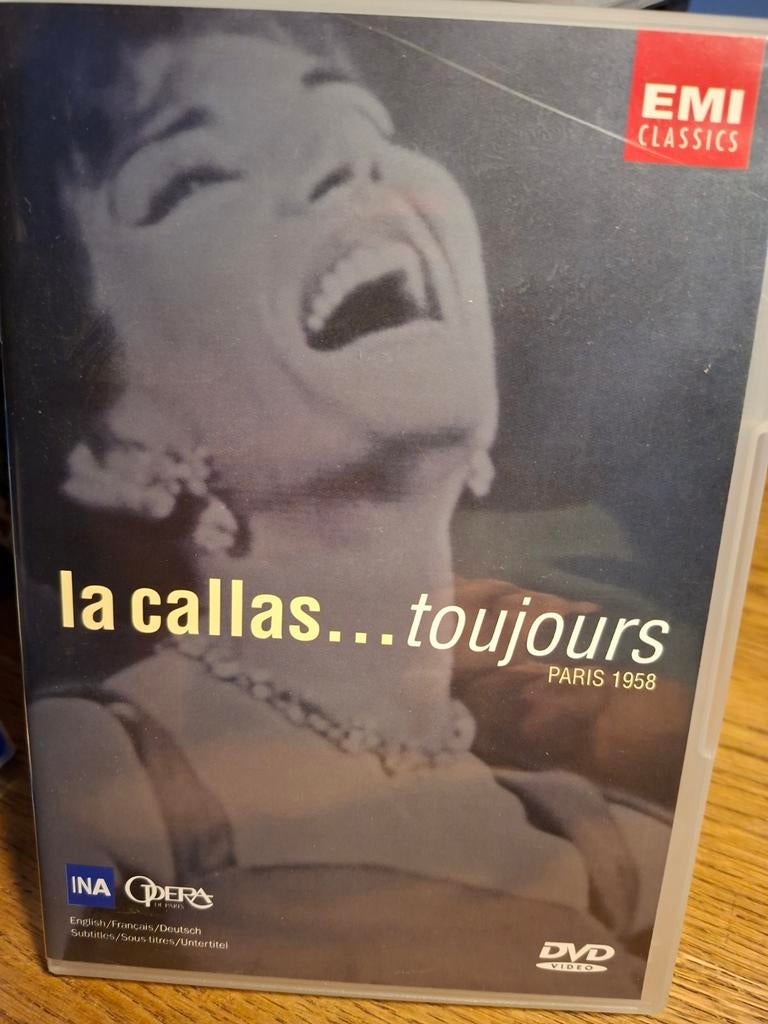 EMI
CLASSICS
la callas...toujours
PARIS 1958
INA
OPERA
DE PARIS
English/Français/Deutsch
Subtitles/Sous-titres/Untertitel
DVD
VIDEO